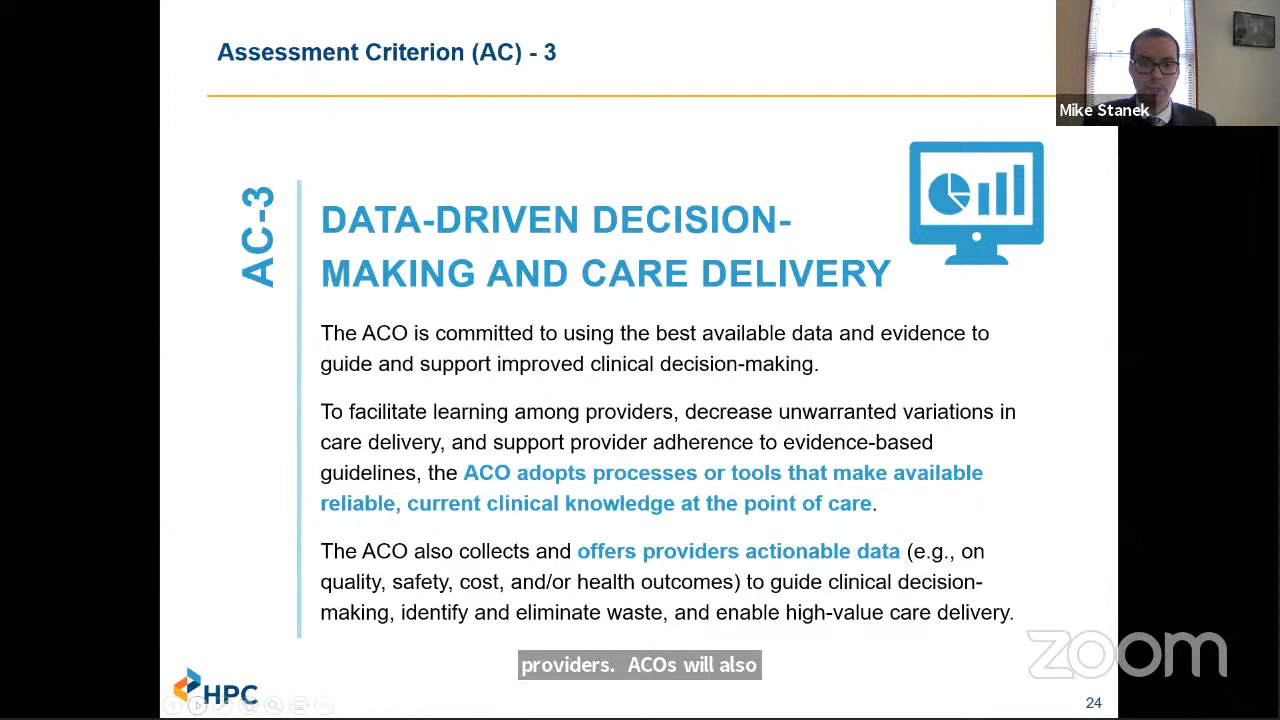 Assessment Criterion (AC) - 3
Mike Stanek
AC-3
DATA-DRIVEN DECISION-
MAKING AND CARE DELIVERY
The ACO is committed to using the best available data and evidence to
guide and support improved clinical decision-making.
To facilitate learning among providers, decrease unwarranted variations in
care delivery, and support provider adherence to evidence-based
guidelines, the ACO adopts processes or tools that make available
reliable, current clinical knowledge at the point of care.
The ACO also collects and offers providers actionable data (e.g., on
quality, safety, cost, and/or health outcomes) to guide clinical decision-
making, identify and eliminate waste, and enable high-value care delivery.
zoom
providers.  ACOs will also
HPC
24